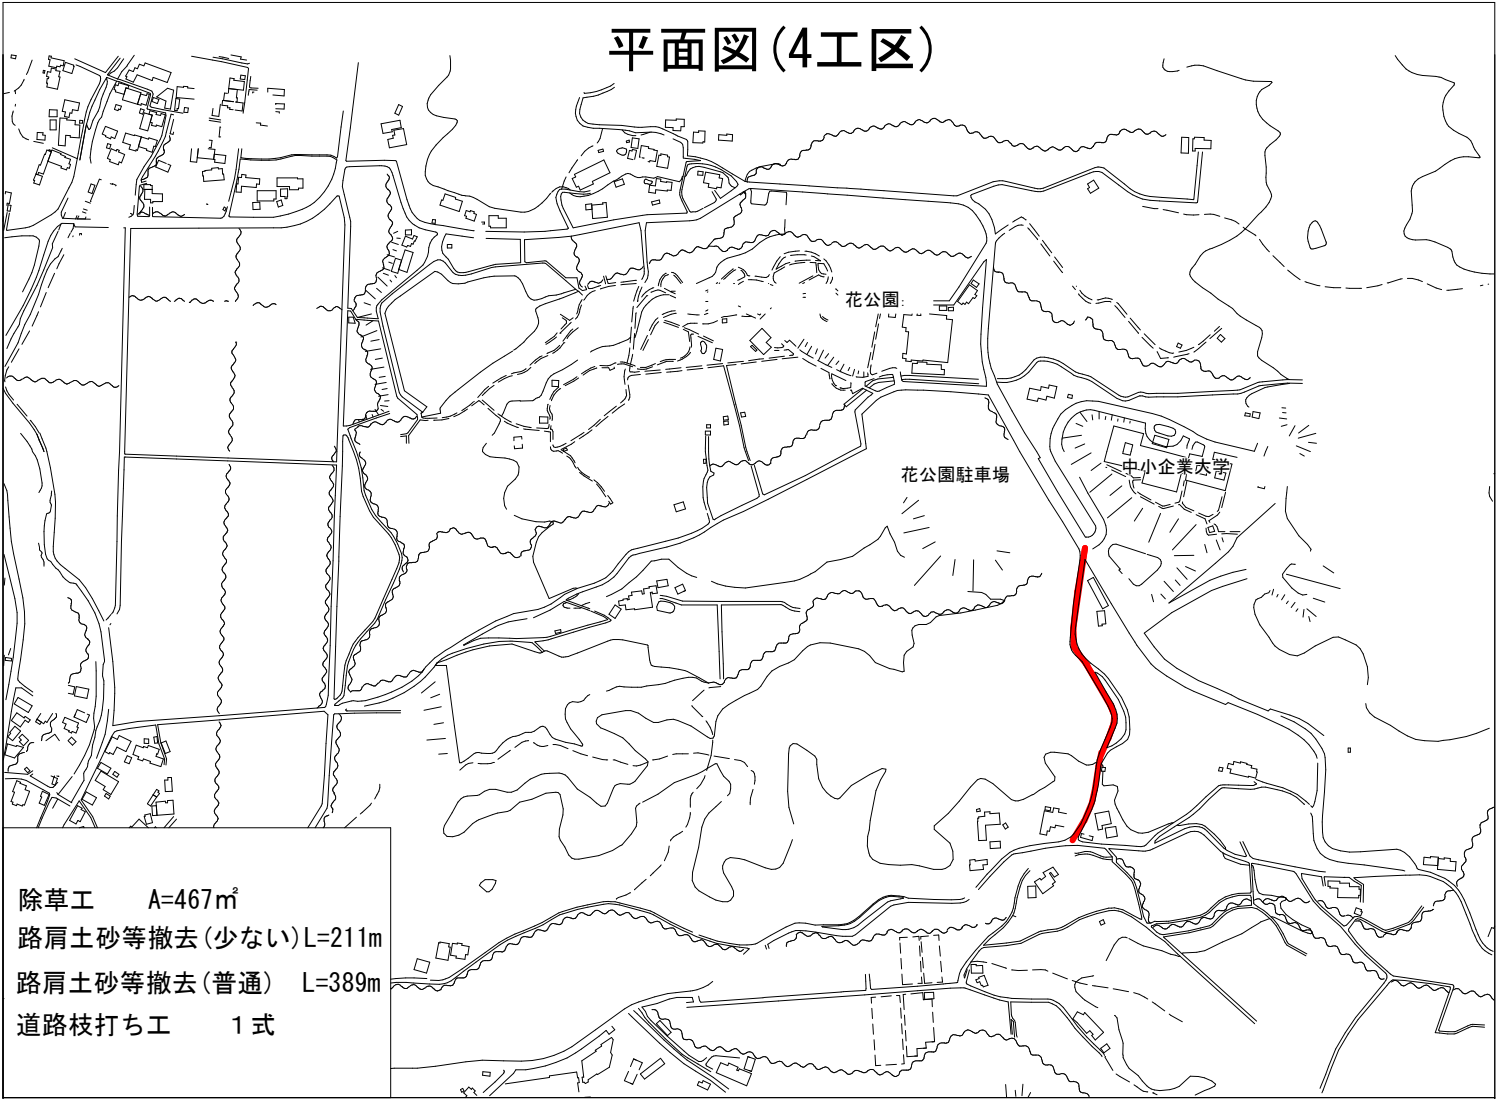 平面図(4工区)
花公園
中小企業大学
花公園駐車場
除草工 A=467㎡
路肩土砂等撤去(少ない)L=211m
路肩土砂等撤去(普通) L=389m
道路枝打ち工 1式